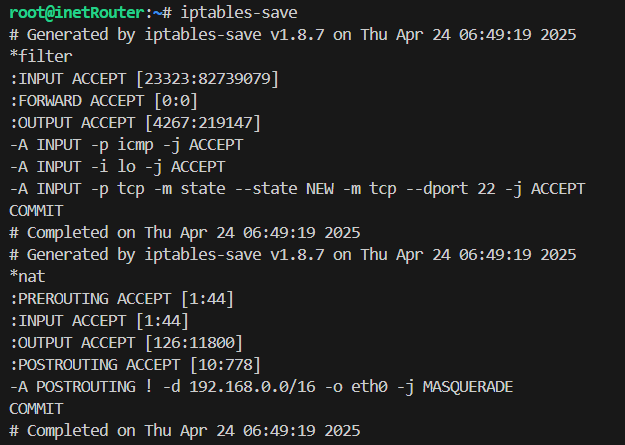 root@inetRouter:~# iptables-save
# Generated by iptables-save v1.8.7 on Thu Apr 24 06:49:19 2025
*filter
:INPUT ACCEPT [23323:82739079]
:FORWARD ACCEPT [0:0]
:OUTPUT ACCEPT [4267:219147]
-A INPUT -p icmp -j ACCEPT
-A INPUT -i lo -j ACCEPT
-A INPUT -p tcp -m state --state NEW -m tcp --dport 22 -j ACCEPT
COMMIT
# Completed on Thu Apr 24 06:49:19 2025
# Generated by iptables-save v1.8.7 on Thu Apr 24 06:49:19 2025
*nat
:PREROUTING ACCEPT [1:44]
:INPUT ACCEPT [1:44]
:OUTPUT ACCEPT [126:11800]
:POSTROUTING ACCEPT [10:778]
-A POSTROUTING ! -d 192.168.0.0/16 -o eth0 -j MASQUERADE
COMMIT
# Completed on Thu Apr 24 06:49:19 2025